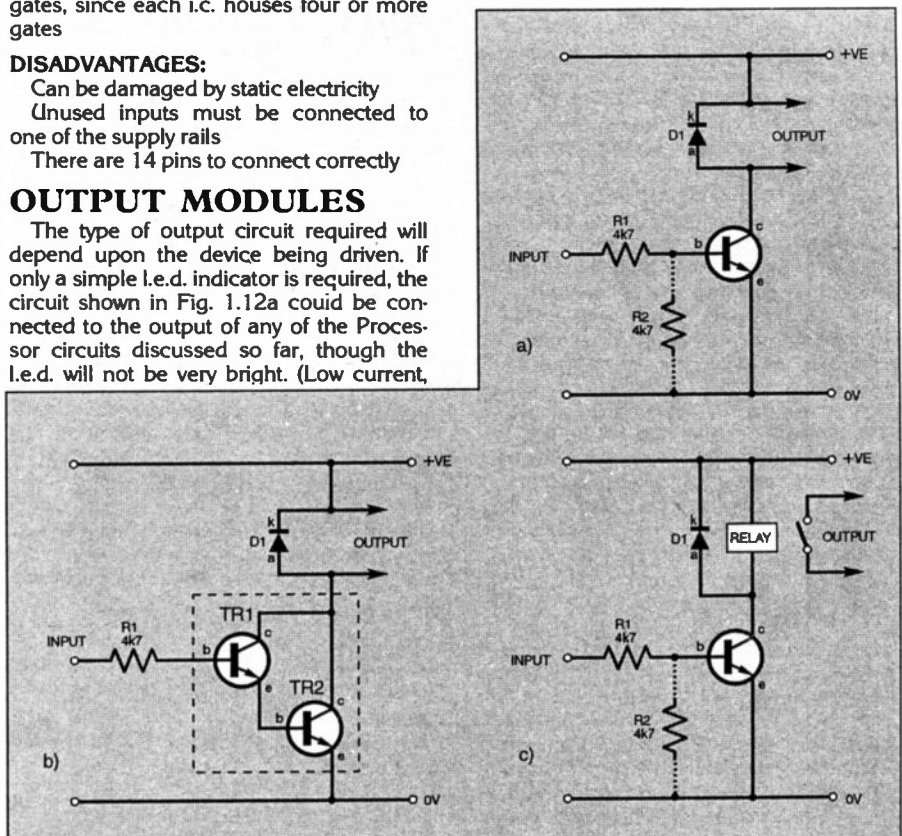 gates, since each i.c. houses four or more
gates
DISADVANTAGES:
Can be damaged by static electricity
Unused inputs must be connected to
one of the supply rails
There are 14 pins to connect correctly
OUTPUT MODULES
The type of output circuit required will
depend upon the device being driven. If
only a simple l.e.d. indicator is required, the
circuit shown in Fig. 1.12a could be con-
nected to the output of any of the Proces-
sor circuits discussed so far, though the
l.e.d. will not be very bright. (Low current,
+VE
k
D1
a
OUTPUT
c
R1
4k7
INPUT
b
e
R2
4k7
a)
0V
+VE
k
D1
a
OUTPUT
TR1
c
R1
4k7
INPUT
b
e
TR2
c
b
e
b)
0V
+VE
k
D1
a
RELAY
OUTPUT
c
R1
4k7
INPUT
b
e
R2
4k7
c)
0V